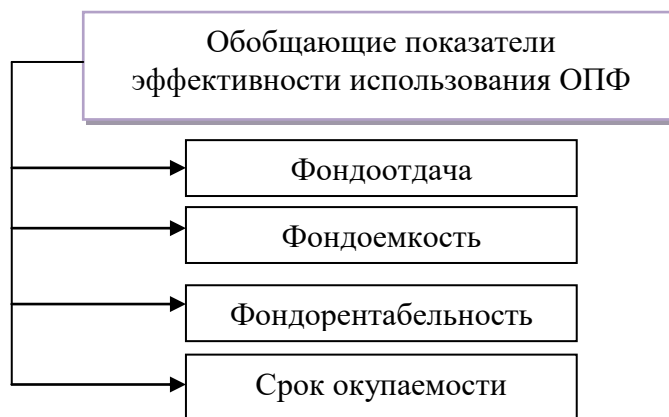 Обобщающие показатели
эффективности использования ОПФ
Фондоотдача
Фондоемкость
Фондорентабельность
Срок окупаемости